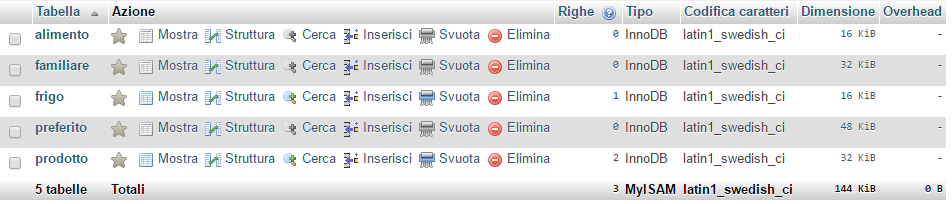 Tabella Azione Righe Tipo Codifica caratteri Dimensione Overhead
alimento Mostra Struttura Cerca Inserisci Svuota Elimina 0 InnoDB latin1_swedish_ci 16 KiB -
familiare Mostra Struttura Cerca Inserisci Svuota Elimina 0 InnoDB latin1_swedish_ci 32 KiB -
frigo Mostra Struttura Cerca Inserisci Svuota Elimina 1 InnoDB latin1_swedish_ci 16 KiB -
preferito Mostra Struttura Cerca Inserisci Svuota Elimina 0 InnoDB latin1_swedish_ci 48 KiB -
prodotto Mostra Struttura Cerca Inserisci Svuota Elimina 2 InnoDB latin1_swedish_ci 32 KiB -
5 tabelle Totali 3 MyISAM latin1_swedish_ci 144 KiB 0 B